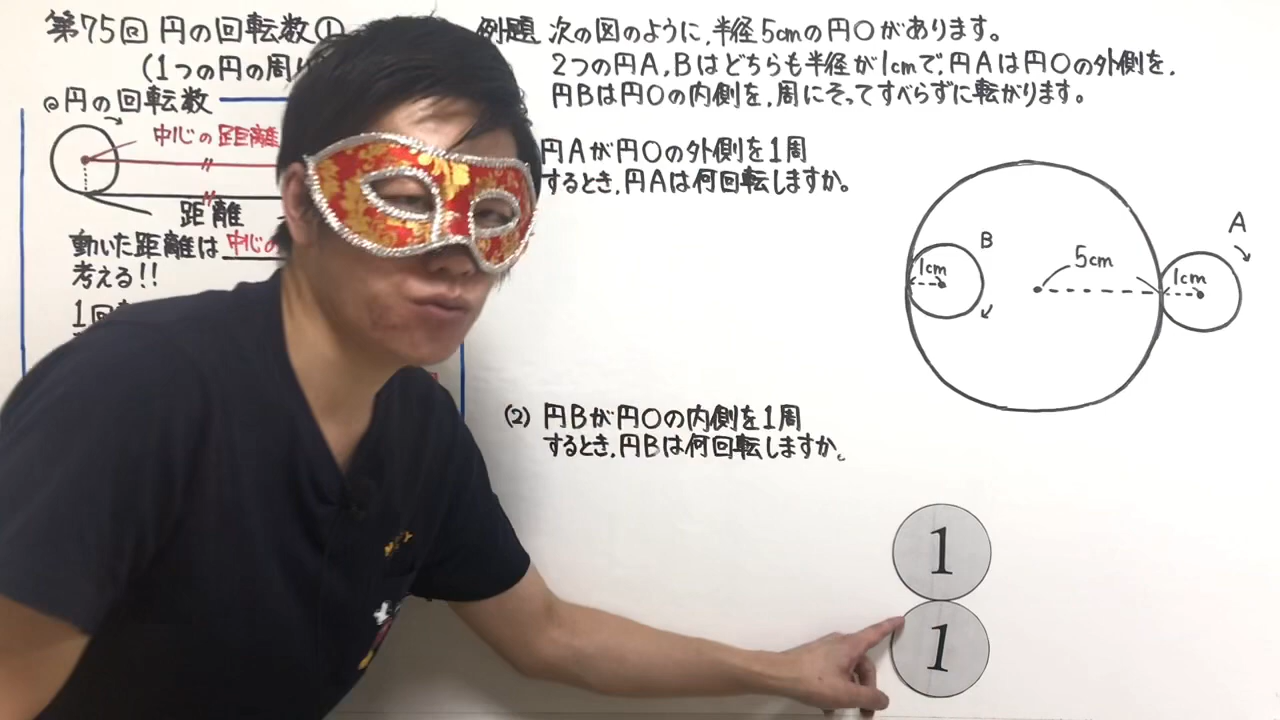 第75回 円の回転数①
(1つの円の周り
◎円の回転数
中心の距離
距離
動いた距離は 中心の
考える!!
1回
例題 次の図のように,半径5cmの円Oがあります。
2つの円A,Bはどちらも半径が1cmで,円Aは円Oの外側を,
円Bは円Oの内側を,周にそってすべらずに転がります。
円Aが円Oの外側を1周
するとき,円Aは何回転しますか。
(2) 円Bが円Oの内側を1周
するとき,円Bは何回転しますか。
A
B
5cm
1cm
1cm
1
1